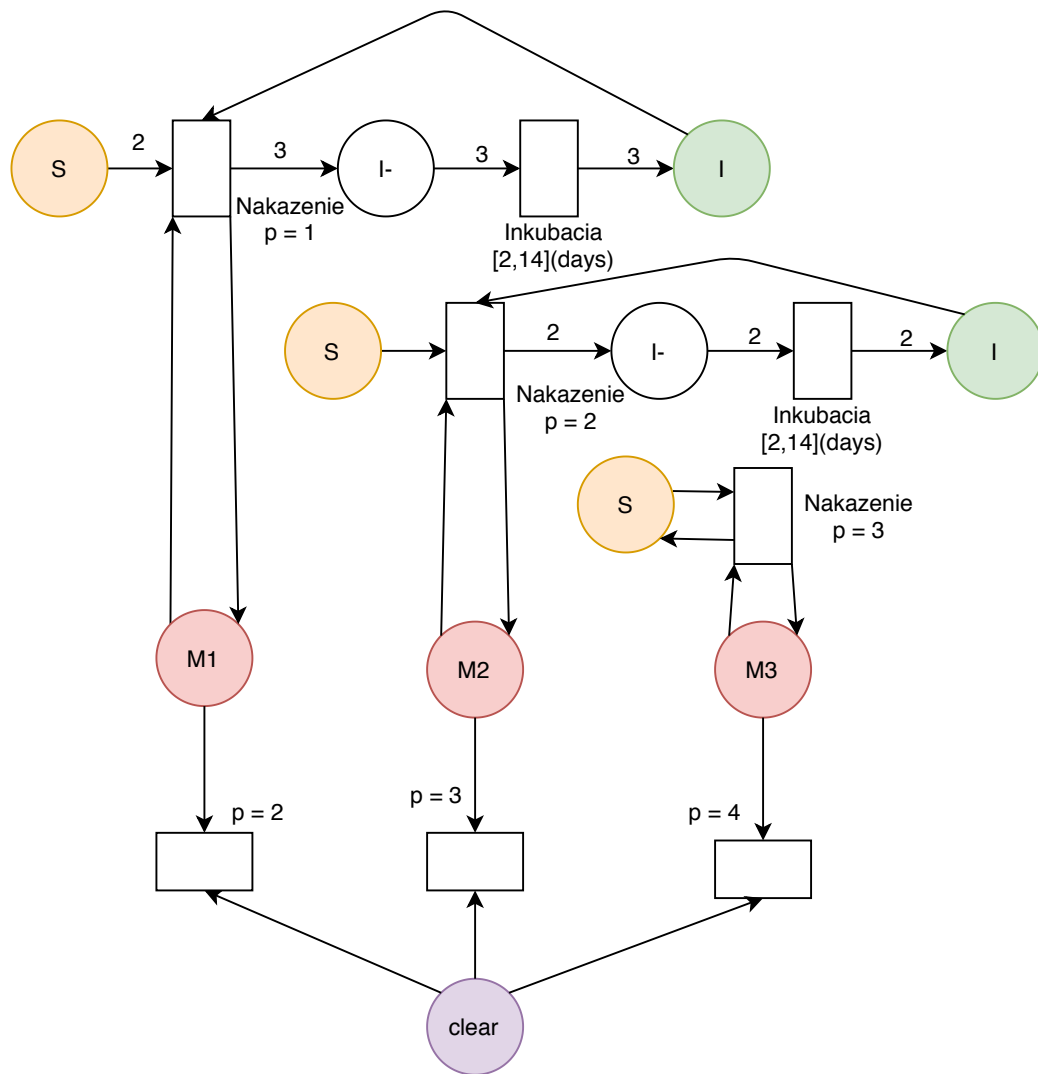 2
3
3
3
S
I-
I
Nakazenie
p = 1
Inkubacia
[2,14](days)
2
2
2
S
I-
I
Nakazenie
p = 2
Inkubacia
[2,14](days)
S
Nakazenie
p = 3
M1
M2
M3
p = 2
p = 3
p = 4
clear